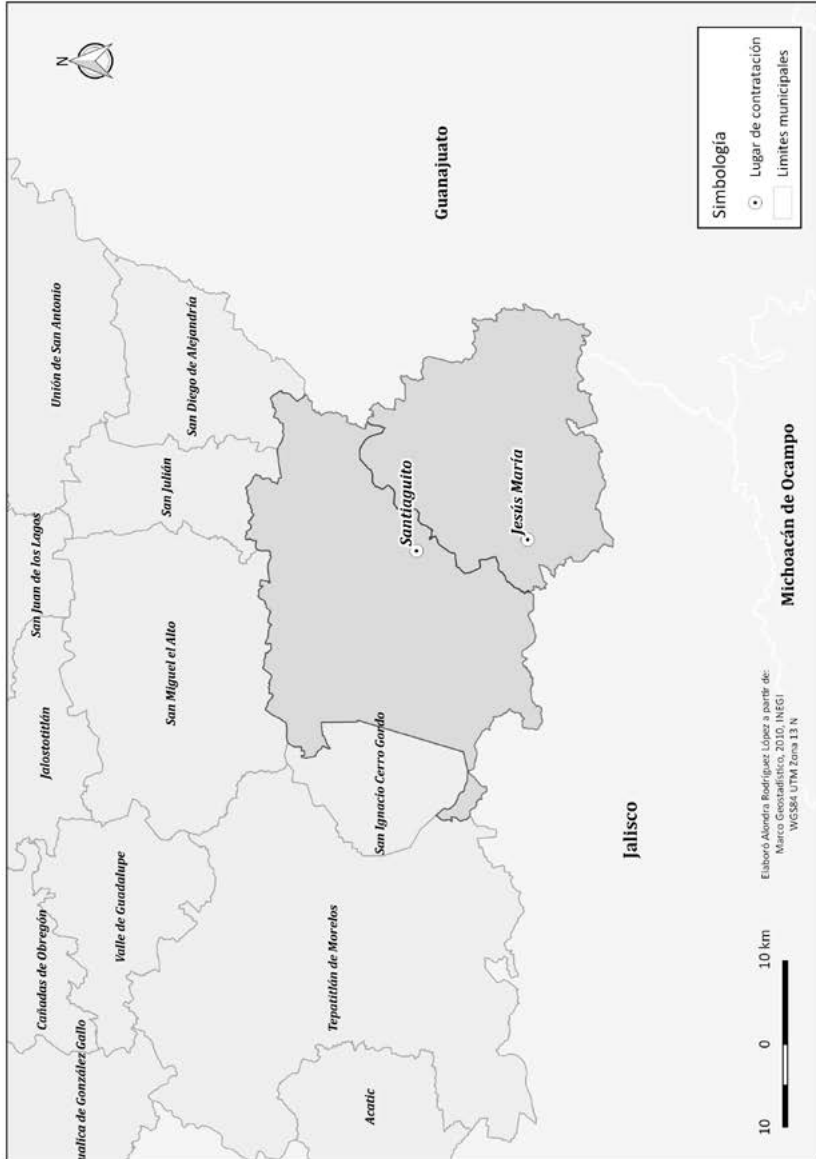 N
Unión de San Antonio
San Juan de los Lagos
Jalostotitlán
Cañadas de Obregón
ualica de González Gallo
San Diego de Alejandría
San Julián
San Miguel el Alto
Valle de Guadalupe
San Ignacio Cerro Gordo
Tepatitlán de Morelos
Acatic
Santiaguito
Jesús María
Guanajuato
Jalisco
Michoacán de Ocampo
Simbología
Lugar de contratación
Límites municipales
Elaboró Alondra Rodríguez López a partir de:
Marco Geostadístico, 2010, INEGI
WGS84 UTM Zona 13 N
10 0 10 km